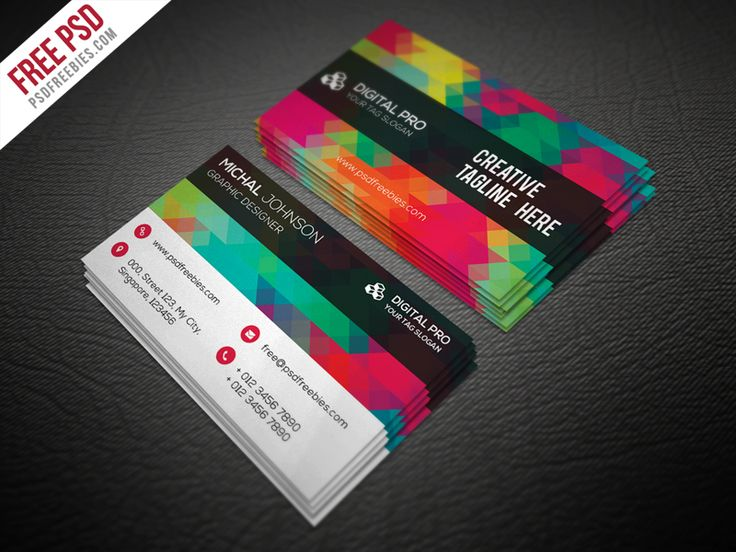 FREE PSD
PSDFREEBIES.COM
DIGITAL PRO
YOUR TAG SLOGAN
CREATIVE
TAGLINE HERE
www.psdfreebies.com
MICHAL JOHNSON
GRAPHIC DESIGNER
DIGITAL PRO
YOUR TAG SLOGAN
www.psdfreebies.com
000, Street 123, My City,
Singapore, 123456
free@psdfreebies.com
+ 012 3456 7890
+ 012 3456 7890